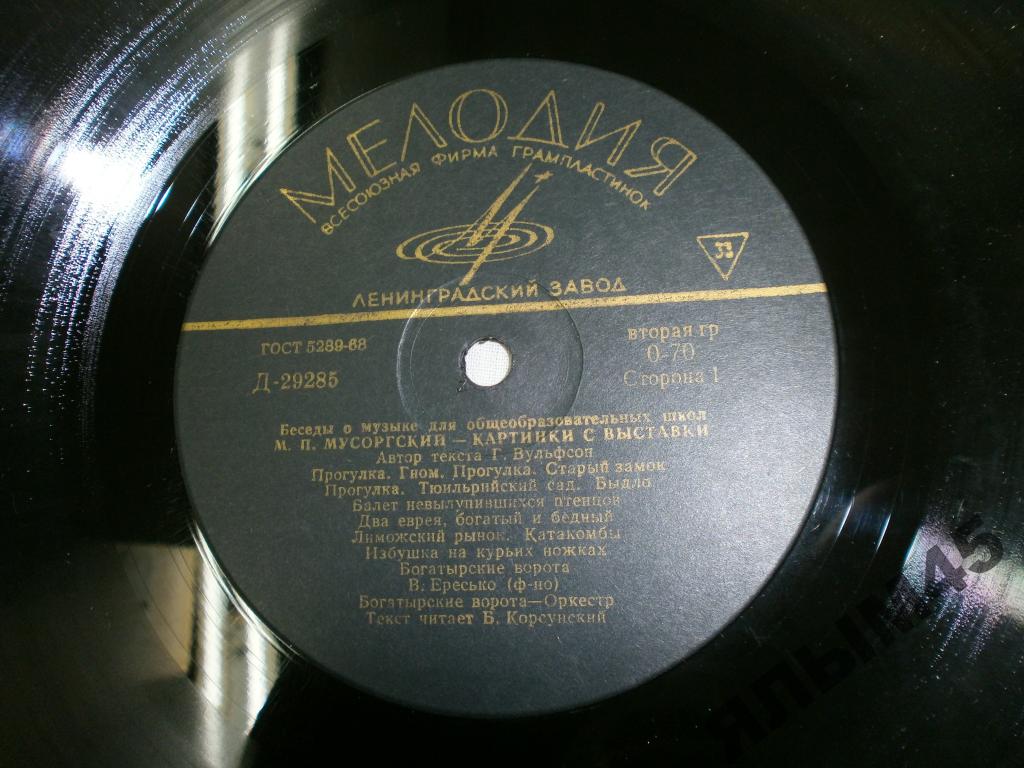 МЕЛОДИЯ
ВСЕСОЮЗНАЯ ФИРМА ГРАМПЛАСТИНОК
33
ЛЕНИНГРАДСКИЙ ЗАВОД
ГОСТ 5289-68
вторая гр
0-70
Д-29285
Сторона 1
Беседы о музыке для общеобразовательных школ
М. П. МУСОРГСКИЙ — КАРТИНКИ С ВЫСТАВКИ
Автор текста Г. Вульфсон
Прогулка. Гном. Прогулка. Старый замок
Прогулка. Тюильрийский сад. Быдло
Балет невылупившихся птенцов
Два еврея, богатый и бедный
Лиможский рынок. Катакомбы
Избушка на курьих ножках
Богатырские ворота
В. Ересько (ф-но)
Богатырские ворота—Оркестр
Текст читает Б. Корсунский
ЯЛЫМ45